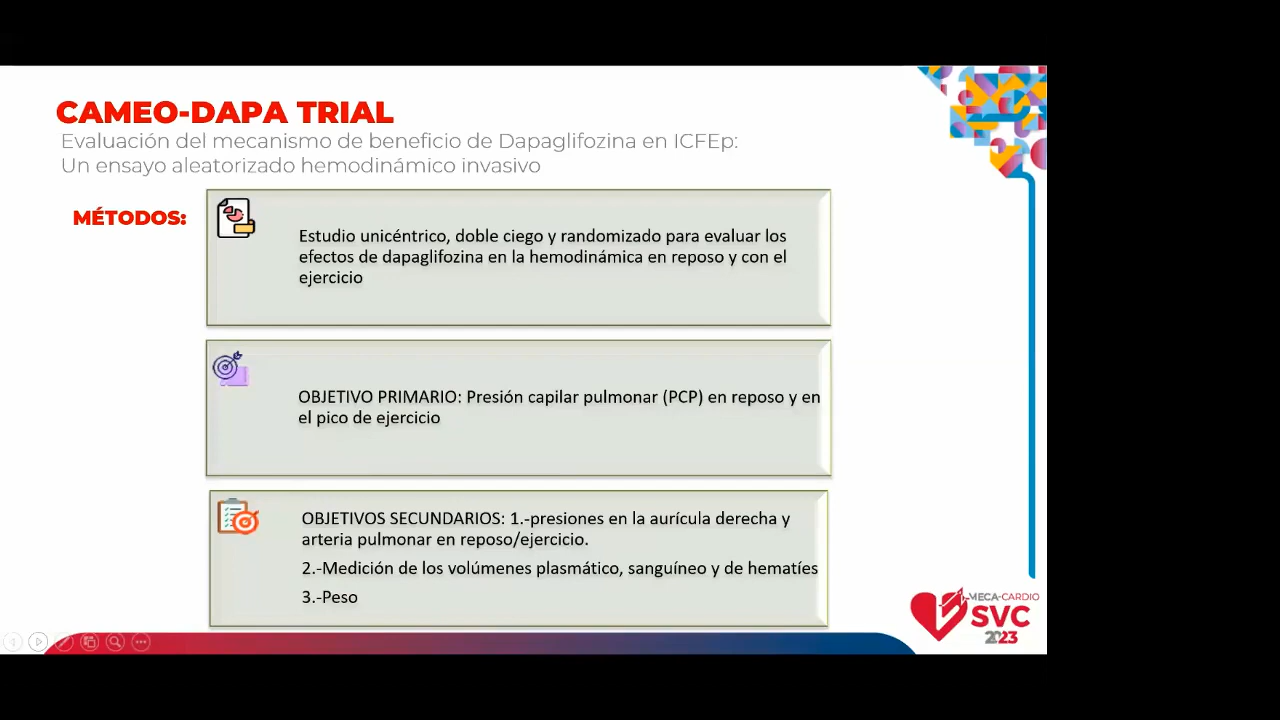 CAMEO-DAPA TRIAL
Evaluación del mecanismo de beneficio de Dapaglifozina en ICFEp:
Un ensayo aleatorizado hemodinámico invasivo
MÉTODOS:
Estudio unicéntrico, doble ciego y randomizado para evaluar los
efectos de dapaglifozina en la hemodinámica en reposo y con el
ejercicio
OBJETIVO PRIMARIO: Presión capilar pulmonar (PCP) en reposo y en
el pico de ejercicio
OBJETIVOS SECUNDARIOS: 1.-presiones en la aurícula derecha y
arteria pulmonar en reposo/ejercicio.
2.-Medición de los volúmenes plasmático, sanguíneo y de hematíes
3.-Peso
MECA-CARDIO
SVC
2023